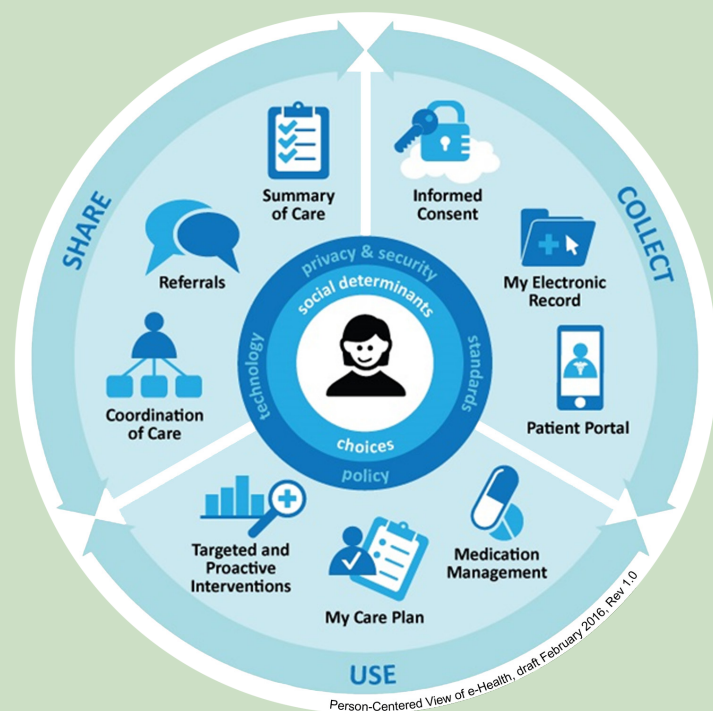 SHARE
COLLECT
USE
Summary
of Care
Informed
Consent
Referrals
My Electronic
Record
Coordination
of Care
Patient Portal
Targeted and
Proactive
Interventions
My Care Plan
Medication
Management
privacy & security
social determinants
technology
standards
choices
policy
Person-Centered View of e-Health, draft February 2016, Rev 1.0